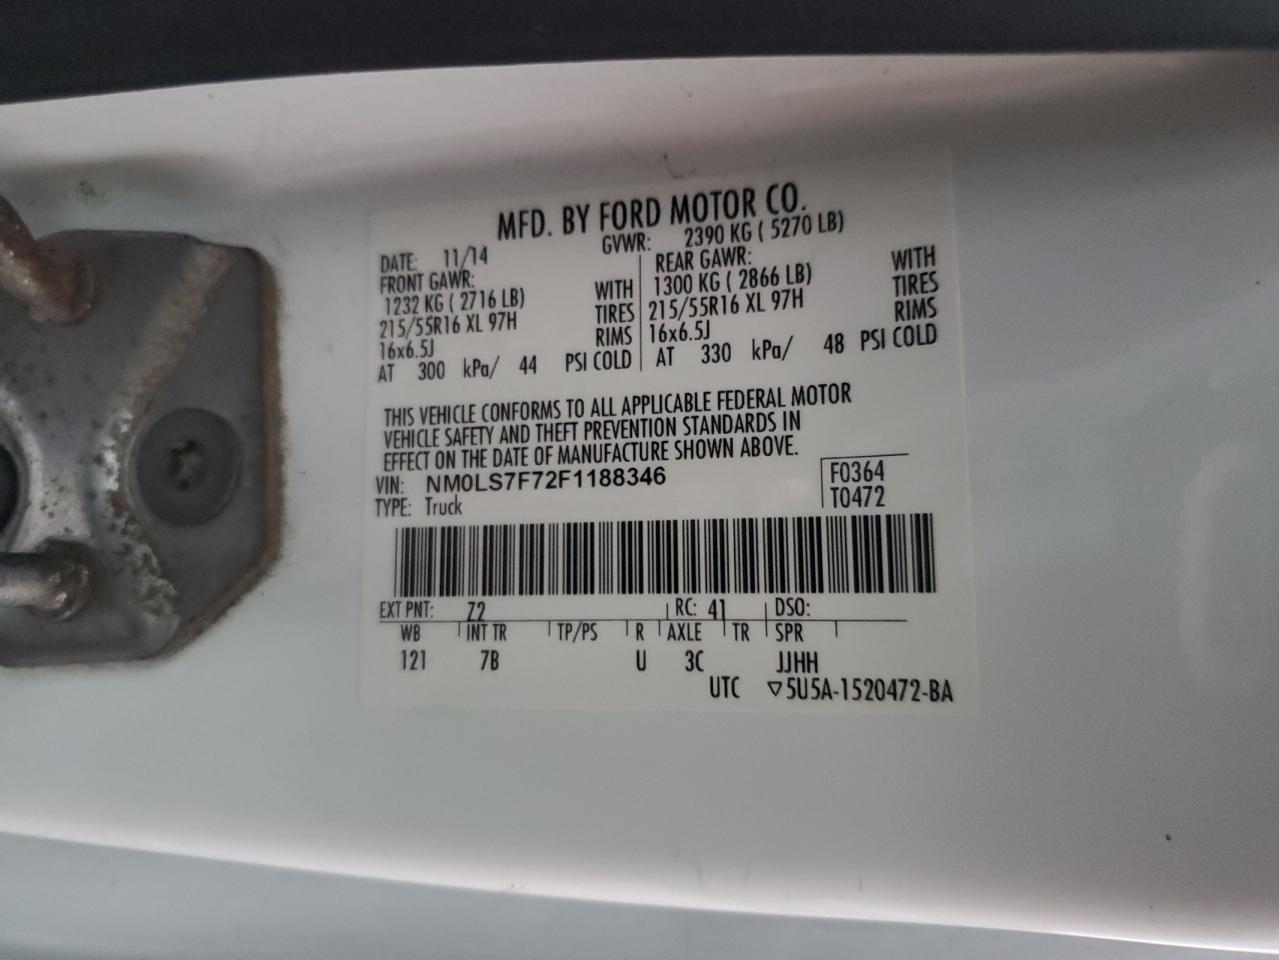 MFD. BY FORD MOTOR CO.
DATE: 11/14 GVWR: 2390 KG ( 5270 LB)
FRONT GAWR: REAR GAWR:
1232 KG ( 2716 LB) WITH 1300 KG ( 2866 LB) WITH
215/55R16 XL 97H TIRES 215/55R16 XL 97H TIRES
16x6.5J RIMS 16x6.5J RIMS
AT 300 kPa/ 44 PSI COLD AT 330 kPa/ 48 PSI COLD
THIS VEHICLE CONFORMS TO ALL APPLICABLE FEDERAL MOTOR
VEHICLE SAFETY AND THEFT PREVENTION STANDARDS IN
EFFECT ON THE DATE OF MANUFACTURE SHOWN ABOVE.
VIN: NM0LS7F72F1188346 F0364
TYPE: Truck T0472
EXT PNT: Z2 RC: 41 DSO:
WB INT TR TP/PS R AXLE TR SPR
121 7B U 3C JJHH
UTC ▽5U5A-1520472-BA